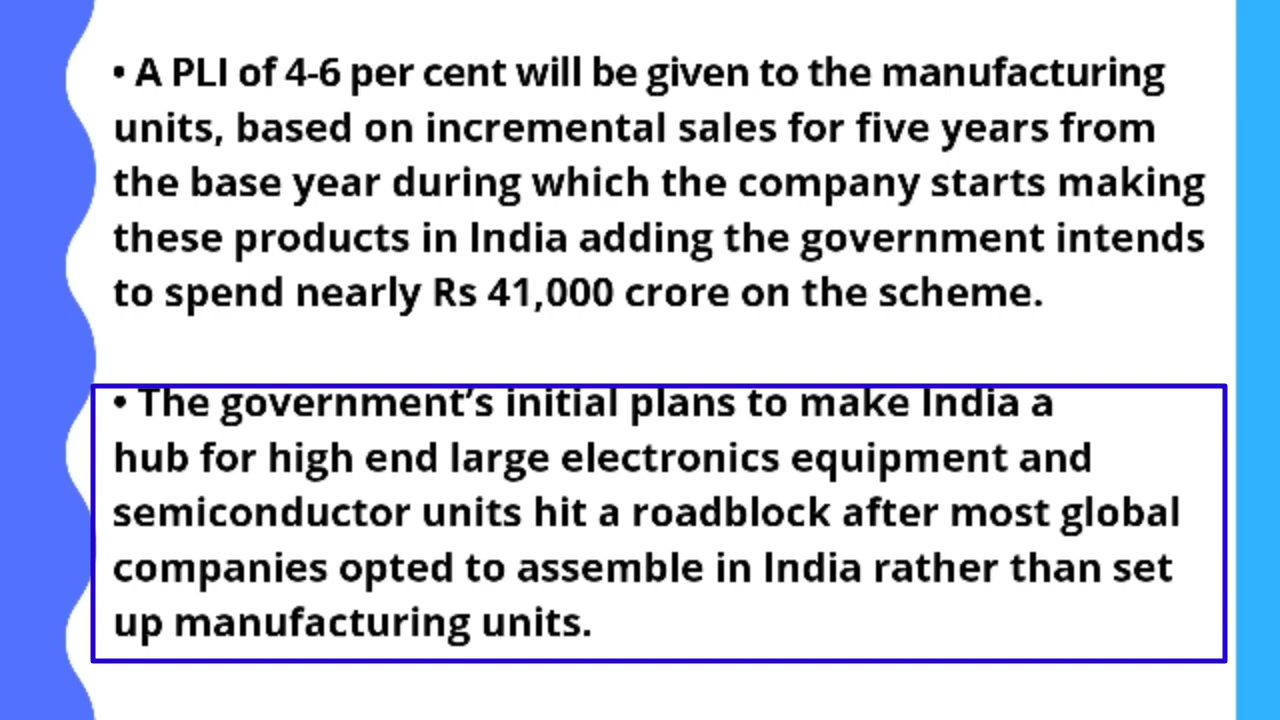 • A PLI of 4-6 per cent will be given to the manufacturing
units, based on incremental sales for five years from
the base year during which the company starts making
these products in India adding the government intends
to spend nearly Rs 41,000 crore on the scheme.
• The government’s initial plans to make India a
hub for high end large electronics equipment and
semiconductor units hit a roadblock after most global
companies opted to assemble in India rather than set
up manufacturing units.